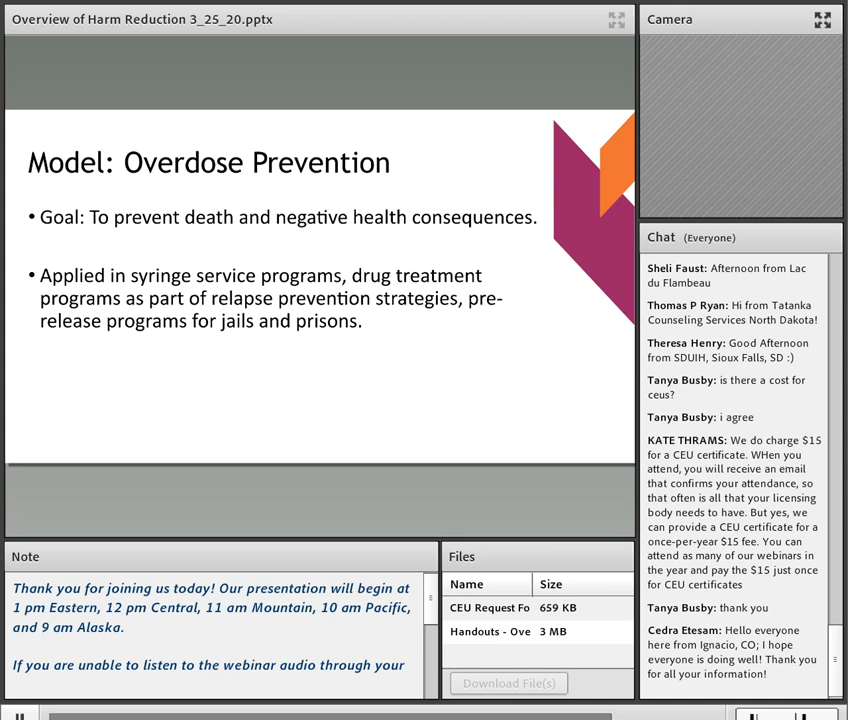 Overview of Harm Reduction 3_25_20.pptx
Model: Overdose Prevention
• Goal: To prevent death and negative health consequences.
• Applied in syringe service programs, drug treatment
programs as part of relapse prevention strategies, pre-
release programs for jails and prisons.
Camera
Chat (Everyone)
Sheli Faust: Afternoon from Lac
du Flambeau
Thomas P Ryan: Hi from Tatanka
Counseling Services North Dakota!
Theresa Henry: Good Afternoon
from SDUIH, Sioux Falls, SD :)
Tanya Busby: is there a cost for
ceus?
Tanya Busby: i agree
KATE THRAMS: We do charge $15
for a CEU certificate. WHen you
attend, you will receive an email
that confirms your attendance, so
that often is all that your licensing
body needs to have. But yes, we
can provide a CEU certificate for a
once-per-year $15 fee. You can
attend as many of our webinars in
the year and pay the $15 just once
for CEU certificates
Tanya Busby: thank you
Cedra Etesam: Hello everyone
here from Ignacio, CO; I hope
everyone is doing well! Thank you
for all your information!
Note
Thank you for joining us today! Our presentation will begin at
1 pm Eastern, 12 pm Central, 11 am Mountain, 10 am Pacific,
and 9 am Alaska.
If you are unable to listen to the webinar audio through your
Files
Name Size
CEU Request Fo 659 KB
Handouts - Ove 3 MB
Download File(s)